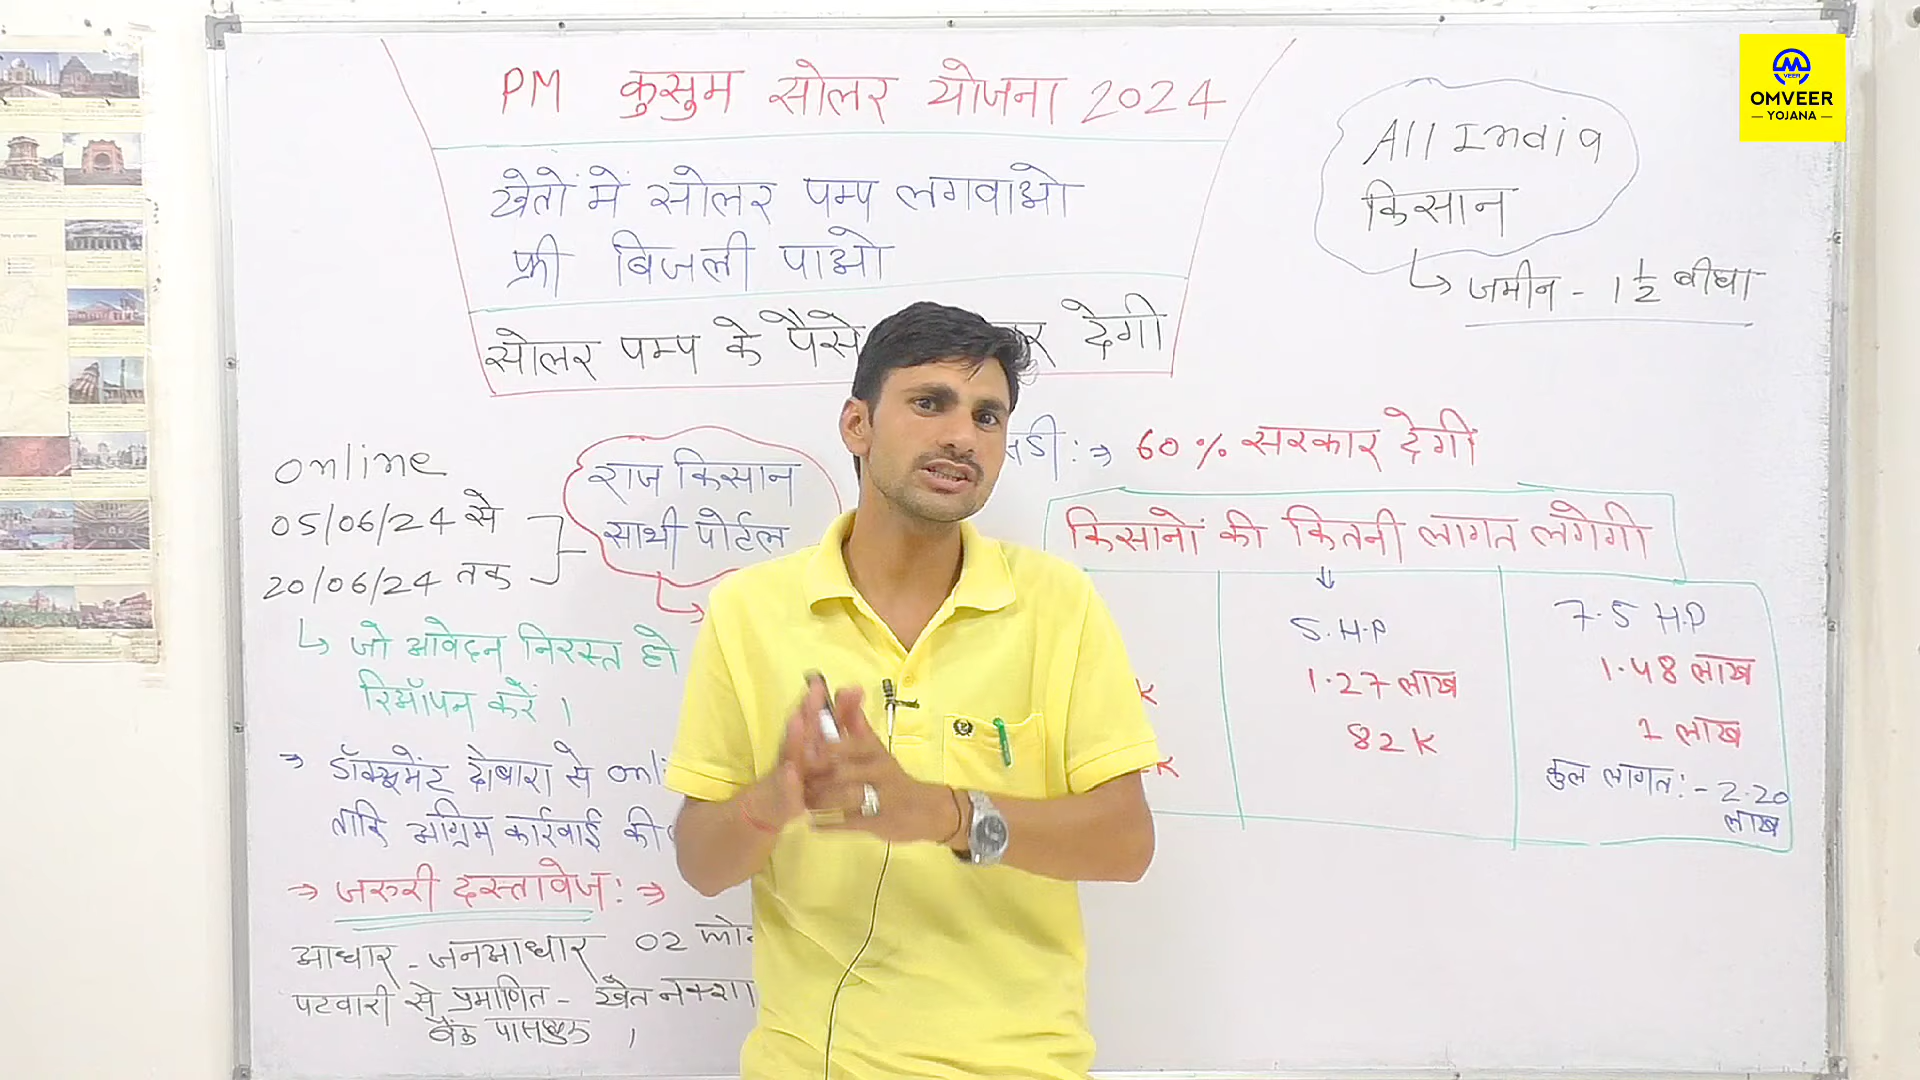 PM कुसुम सोलर योजना 2024
खेतों में सोलर पम्प लगवाओ
फ्री बिजली पाओ
सोलर पम्प के पैसे देगी
All India
किसान
↳ जमीन - 1 1/2 बीघा
OMVEER
YOJANA
VEER
online
05/06/24 से
20/06/24 तक
राज किसान
साथी पोर्टल
↳ जो आवेदन निरस्त हो
रिऑपन करें ।
→ डॉक्यूमेंट दोबारा से
ताकि अग्रिम कार्रवाई की
→ जरुरी दस्तावेज : →
आधार - जनआधार 02
पटवारी से प्रमाणित - खेत नक्शा
बैंक पासबुक ।
:→ 60 % सरकार देगी
किसानों की कितनी लागत लगेगी
5.H.P
1.27 लाख
82 K
7.5 H.P
1.48 लाख
1 लाख
कुल लागत :- 2.20
लाख